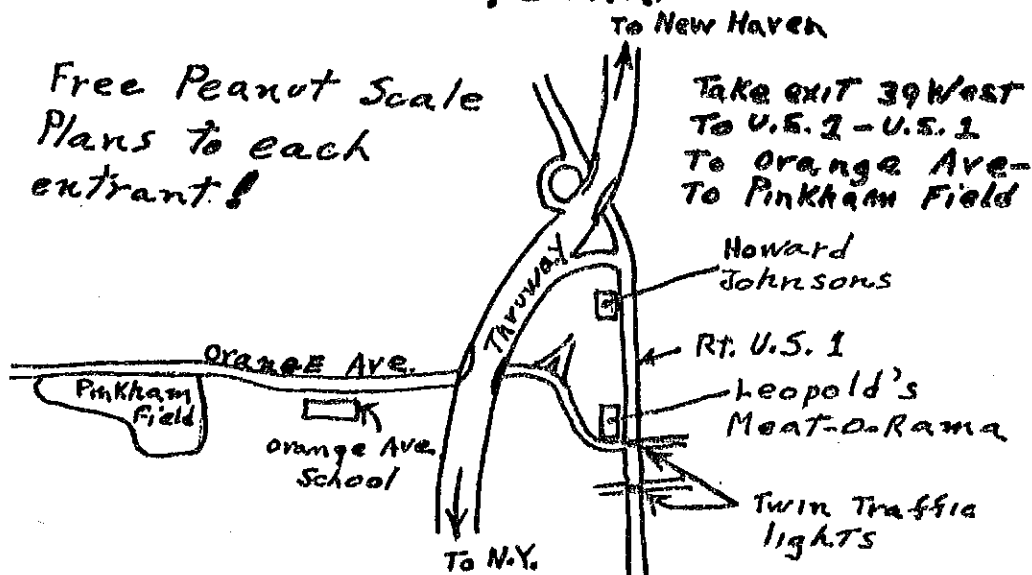 To New Haven
Free Peanut Scale
Plans to each
entrant!
Take exit 39 West
To U.S.1 - U.S.1
To Orange Ave-
To Pinkham Field
Howard
Johnsons
Thruway
Rt. U.S. 1
Orange Ave.
Pinkham
Field
Leopold's
Meat-O-Rama
Orange Ave.
School
Twin Traffic
lights
To N.Y.